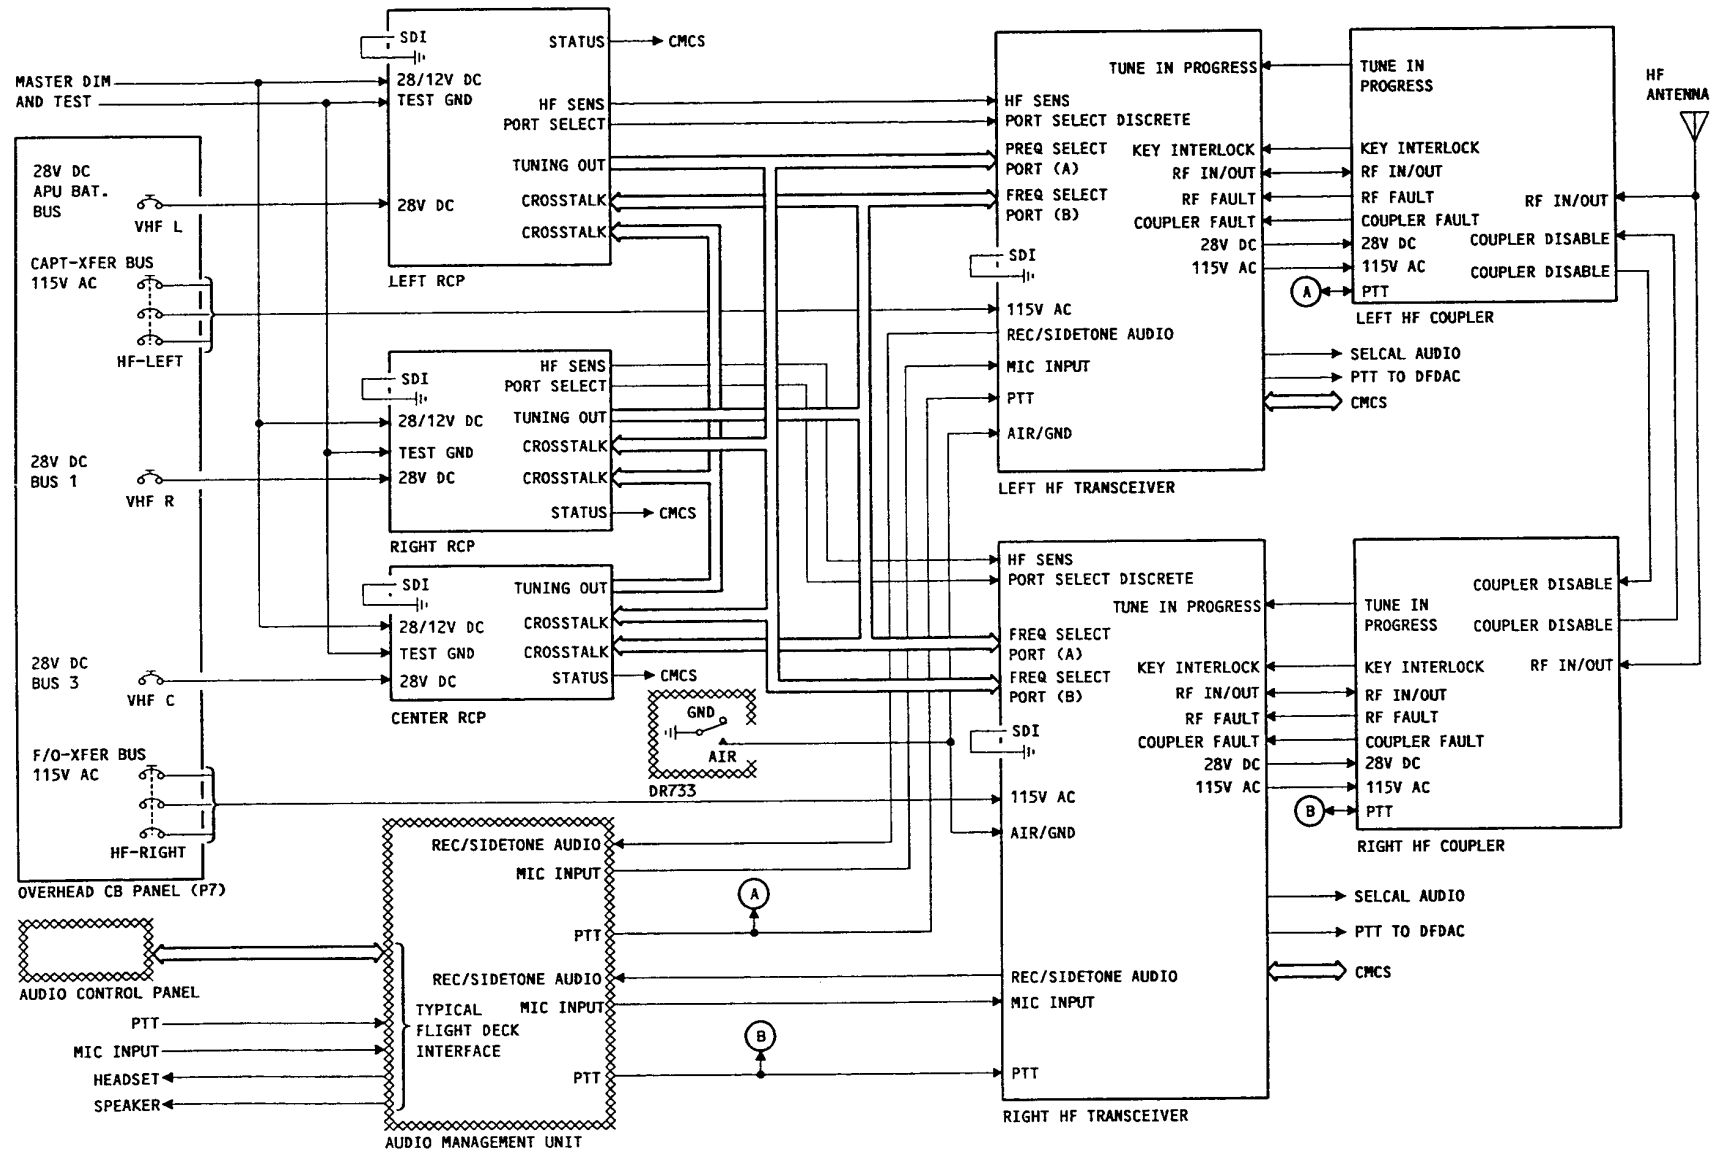 MASTER DIM
AND TEST
28V DC
APU BAT.
BUS
VHF L
CAPT-XFER BUS
115V AC
HF-LEFT
28V DC
BUS 1
VHF R
28V DC
BUS 3
VHF C
F/O-XFER BUS
115V AC
HF-RIGHT
OVERHEAD CB PANEL (P7)
SDI
STATUS
CMCS
28/12V DC
TEST GND
HF SENS
PORT SELECT
TUNING OUT
28V DC
CROSSTALK
CROSSTALK
LEFT RCP
HF SENS
SDI
PORT SELECT
28/12V DC
TUNING OUT
TEST GND
CROSSTALK
28V DC
CROSSTALK
STATUS
CMCS
RIGHT RCP
SDI
TUNING OUT
28/12V DC
CROSSTALK
TEST GND
CROSSTALK
28V DC
STATUS
CMCS
CENTER RCP
GND
AIR
DR733
AUDIO CONTROL PANEL
PTT
MIC INPUT
HEADSET
SPEAKER
REC/SIDETONE AUDIO
MIC INPUT
A
PTT
REC/SIDETONE AUDIO
MIC INPUT
TYPICAL
FLIGHT DECK
INTERFACE
B
PTT
AUDIO MANAGEMENT UNIT
TUNE IN PROGRESS
HF SENS
PORT SELECT DISCRETE
PREQ SELECT
PORT (A)
KEY INTERLOCK
RF IN/OUT
FREQ SELECT
PORT (B)
RF FAULT
COUPLER FAULT
28V DC
SDI
115V AC
115V AC
REC/SIDETONE AUDIO
MIC INPUT
PTT
AIR/GND
LEFT HF TRANSCEIVER
TUNE IN
PROGRESS
KEY INTERLOCK
RF IN/OUT
RF FAULT
RF IN/OUT
COUPLER FAULT
COUPLER DISABLE
28V DC
115V AC
COUPLER DISABLE
A
PTT
LEFT HF COUPLER
HF
ANTENNA
SELCAL AUDIO
PTT TO DFDAC
CMCS
HF SENS
PORT SELECT DISCRETE
TUNE IN PROGRESS
FREQ SELECT
PORT (A)
KEY INTERLOCK
FREQ SELECT
PORT (B)
RF IN/OUT
RF FAULT
SDI
COUPLER FAULT
28V DC
115V AC
115V AC
AIR/GND
REC/SIDETONE AUDIO
MIC INPUT
PTT
RIGHT HF TRANSCEIVER
COUPLER DISABLE
TUNE IN
PROGRESS
COUPLER DISABLE
KEY INTERLOCK
RF IN/OUT
RF IN/OUT
RF FAULT
COUPLER FAULT
28V DC
115V AC
B
PTT
RIGHT HF COUPLER
SELCAL AUDIO
PTT TO DFDAC
CMCS